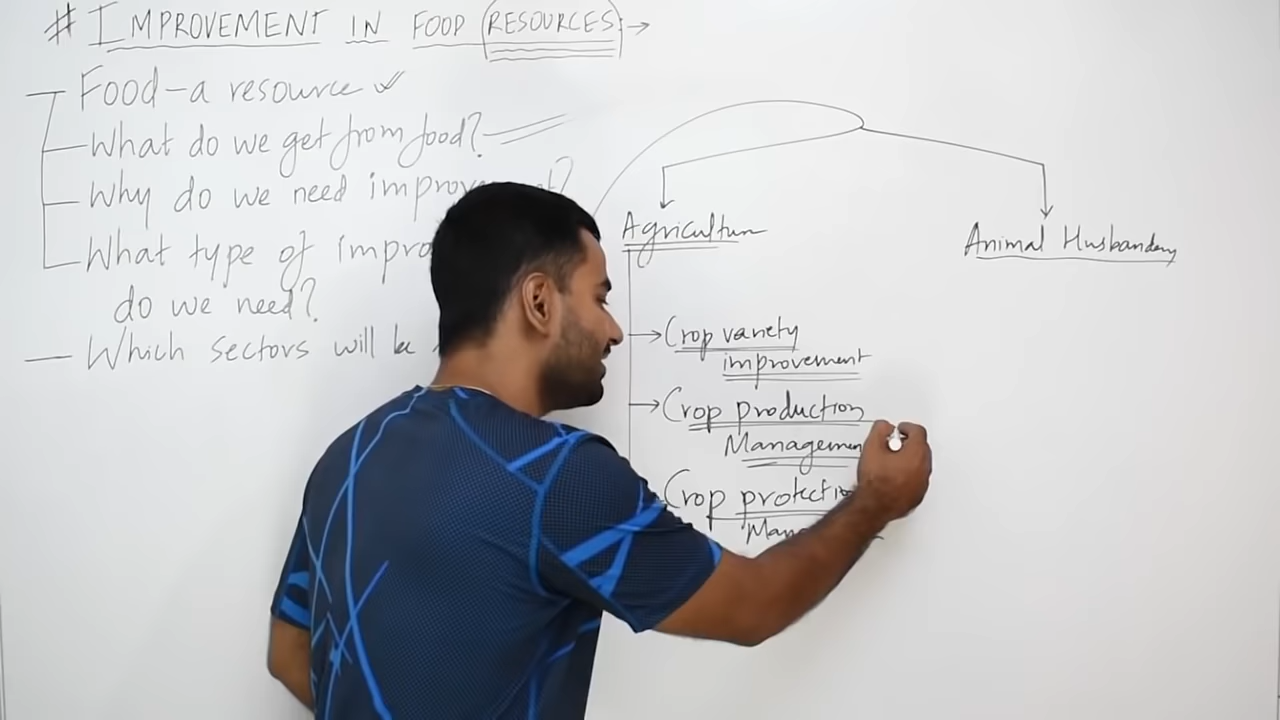 # IMPROVEMENT IN FOOD RESOURCES →
Food-a resource ✓
What do we get from food?
Why do we need
What type of
do we need?
Which sectors will be
Agriculture
Crop variety
improvement
Crop production
Crop
Animal Husbandry